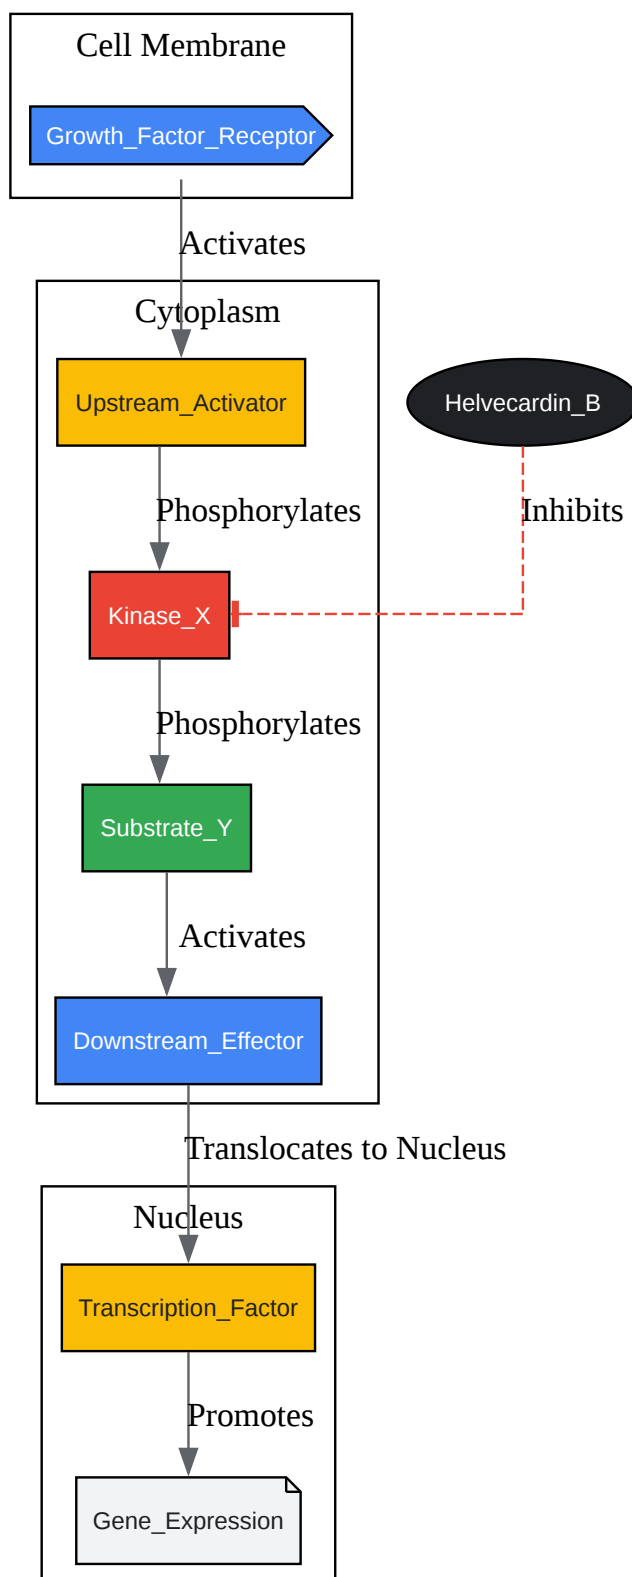 Cell Membrane
Growth_Factor_Receptor
Activates
Cytoplasm
Upstream_Activator
Helvecardin_B
Phosphorylates
Inhibits
Kinase_X
Phosphorylates
Substrate_Y
Activates
Downstream_Effector
Translocates to Nucleus
Nucleus
Transcription_Factor
Promotes
Gene_Expression